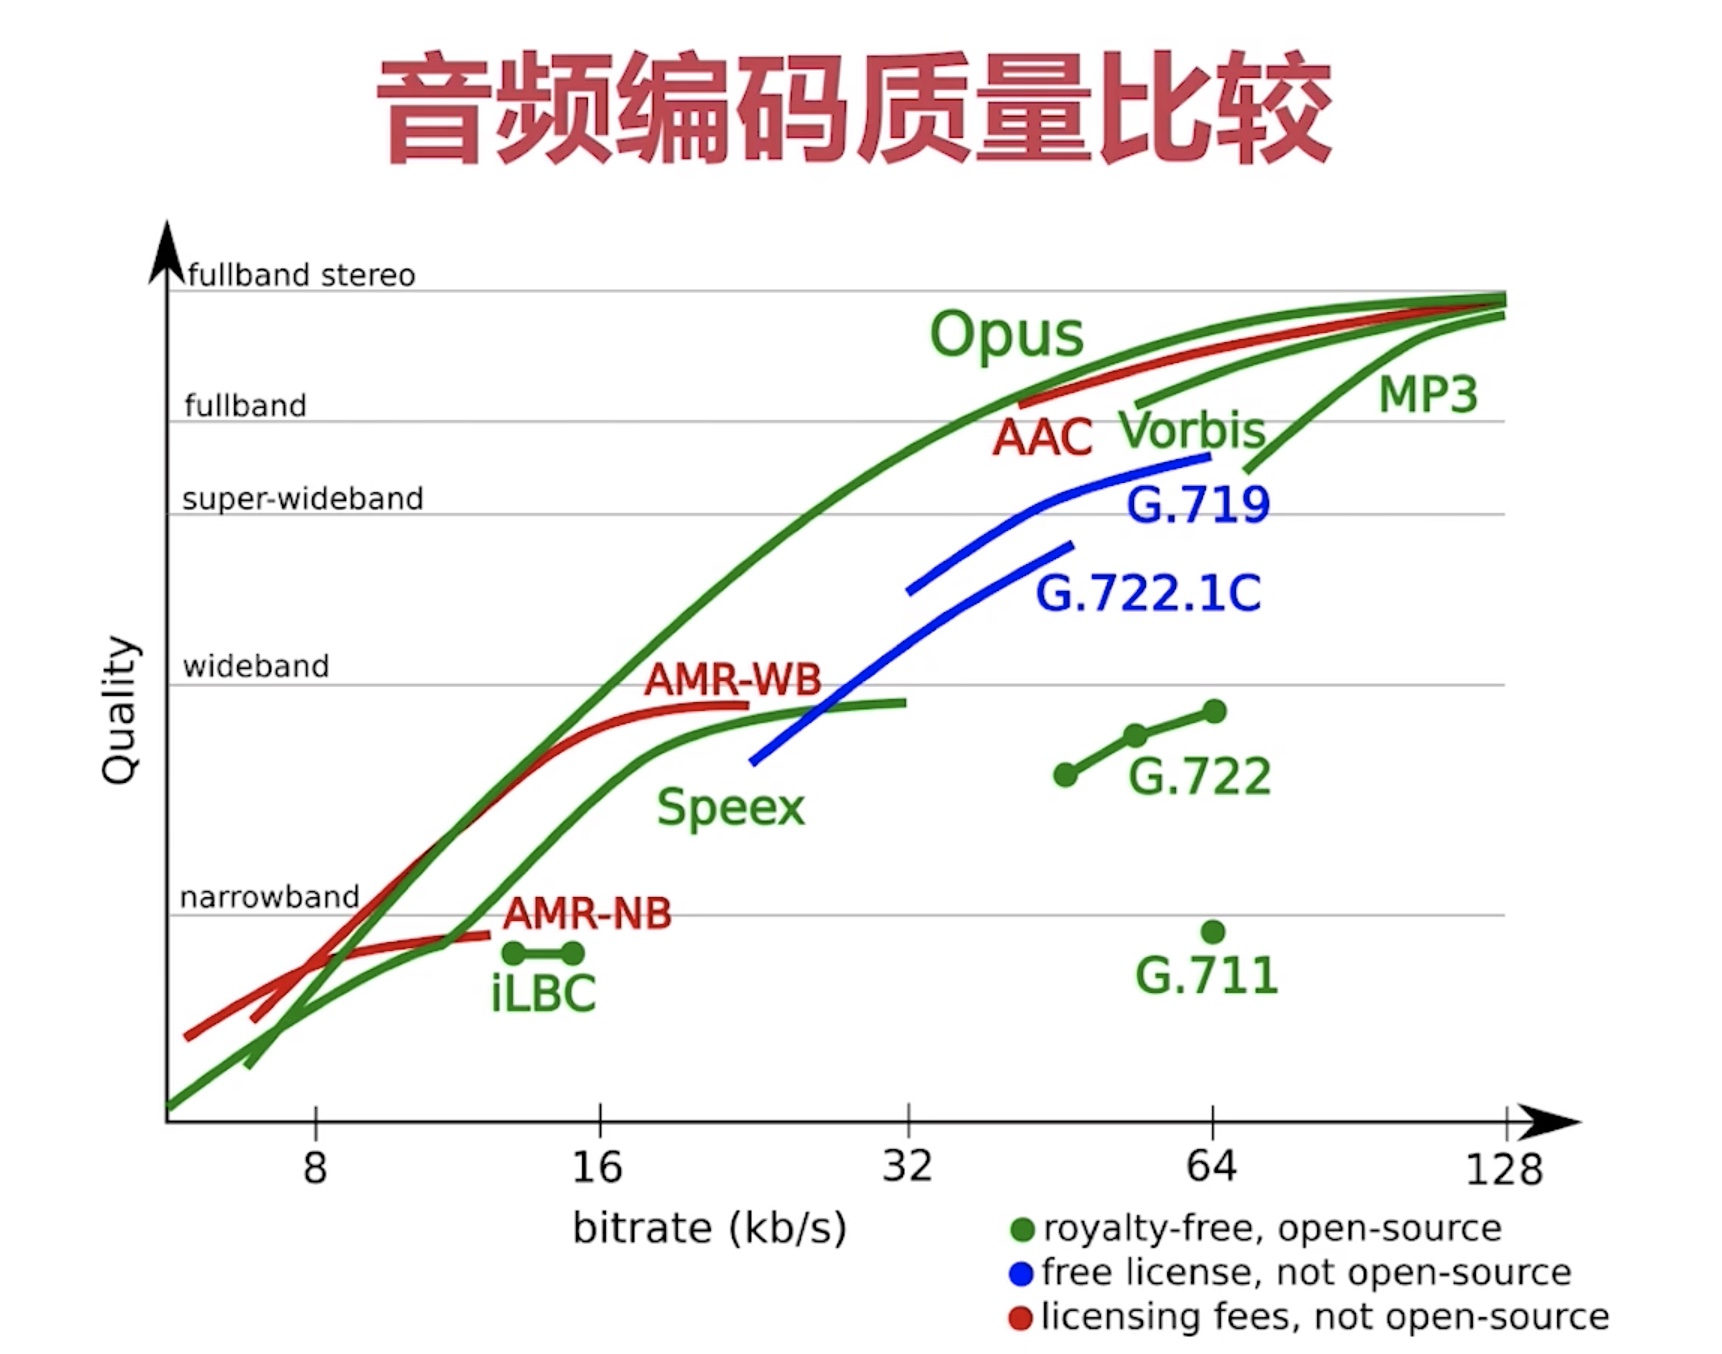 音频编码质量比较
fullband stereo
Opus
fullband
MP3
AAC
Vorbis
super-wideband
G.719
G.722.1C
wideband
AMR-WB
Quality
G.722
Speex
narrowband
AMR-NB
G.711
iLBC
8
16
32
64
128
bitrate (kb/s)
royalty-free, open-source
free license, not open-source
licensing fees, not open-source